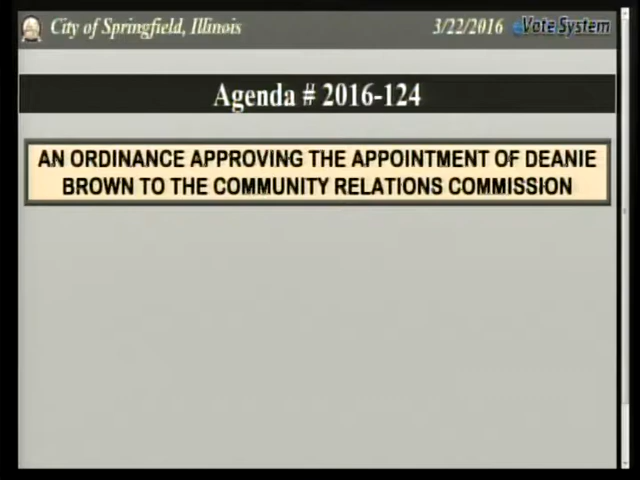 City of Springfield, Illinois 3/22/2016 eVote System
Agenda # 2016-124
AN ORDINANCE APPROVING THE APPOINTMENT OF DEANIE
BROWN TO THE COMMUNITY RELATIONS COMMISSION